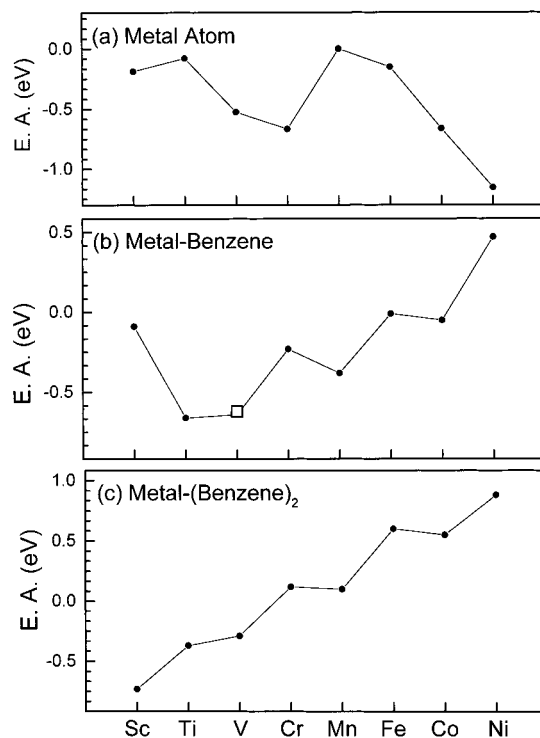 (a) Metal Atom
E. A. (eV)
0.0
-0.5
-1.0
(b) Metal-Benzene
E. A. (eV)
0.5
0.0
-0.5
(c) Metal-(Benzene)2
E. A. (eV)
1.0
0.5
0.0
-0.5
Sc Ti V Cr Mn Fe Co Ni